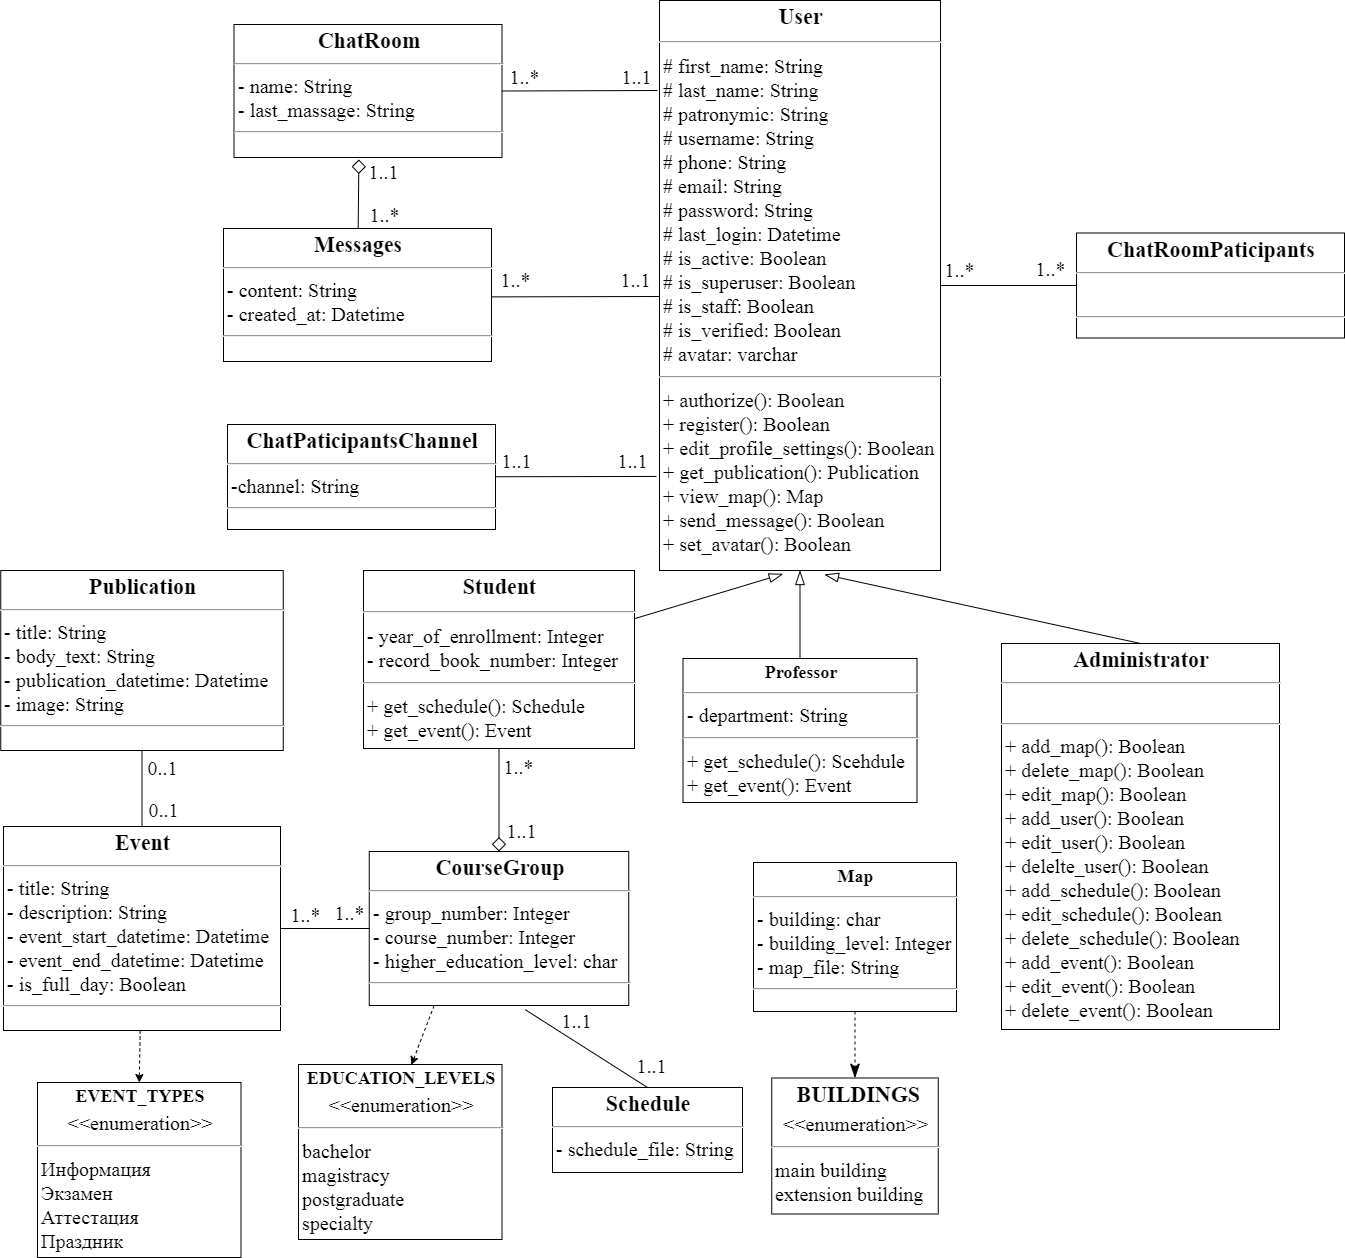 ChatRoom
- name: String
- last_massage: String
1..*
1..1
1..1
1..*
Messages
- content: String
- created_at: Datetime
1..*
1..1
User
# first_name: String
# last_name: String
# patronymic: String
# username: String
# phone: String
# email: String
# password: String
# last_login: Datetime
# is_active: Boolean
# is_superuser: Boolean
# is_staff: Boolean
# is_verified: Boolean
# avatar: varchar
+ authorize(): Boolean
+ register(): Boolean
+ edit_profile_settings(): Boolean
+ get_publication(): Publication
+ view_map(): Map
+ send_message(): Boolean
+ set_avatar(): Boolean
1..*
1..*
ChatRoomPaticipants
ChatPaticipantsChannel
-channel: String
1..1
1..1
Publication
- title: String
- body_text: String
- publication_datetime: Datetime
- image: String
0..1
0..1
Student
- year_of_enrollment: Integer
- record_book_number: Integer
+ get_schedule(): Schedule
+ get_event(): Event
1..*
1..1
Professor
- department: String
+ get_schedule(): Scehdule
+ get_event(): Event
Administrator
+ add_map(): Boolean
+ delete_map(): Boolean
+ edit_map(): Boolean
+ add_user(): Boolean
+ edit_user(): Boolean
+ delelte_user(): Boolean
+ add_schedule(): Boolean
+ edit_schedule(): Boolean
+ delete_schedule(): Boolean
+ add_event(): Boolean
+ edit_event(): Boolean
+ delete_event(): Boolean
Event
- title: String
- description: String
- event_start_datetime: Datetime
- event_end_datetime: Datetime
- is_full_day: Boolean
1..*
1..*
CourseGroup
- group_number: Integer
- course_number: Integer
- higher_education_level: char
1..1
1..1
Map
- building: char
- building_level: Integer
- map_file: String
EVENT_TYPES
<<enumeration>>
Информация
Экзамен
Аттестация
Праздник
EDUCATION_LEVELS
<<enumeration>>
bachelor
magistracy
postgraduate
specialty
Schedule
- schedule_file: String
BUILDINGS
<<enumeration>>
main building
extension building